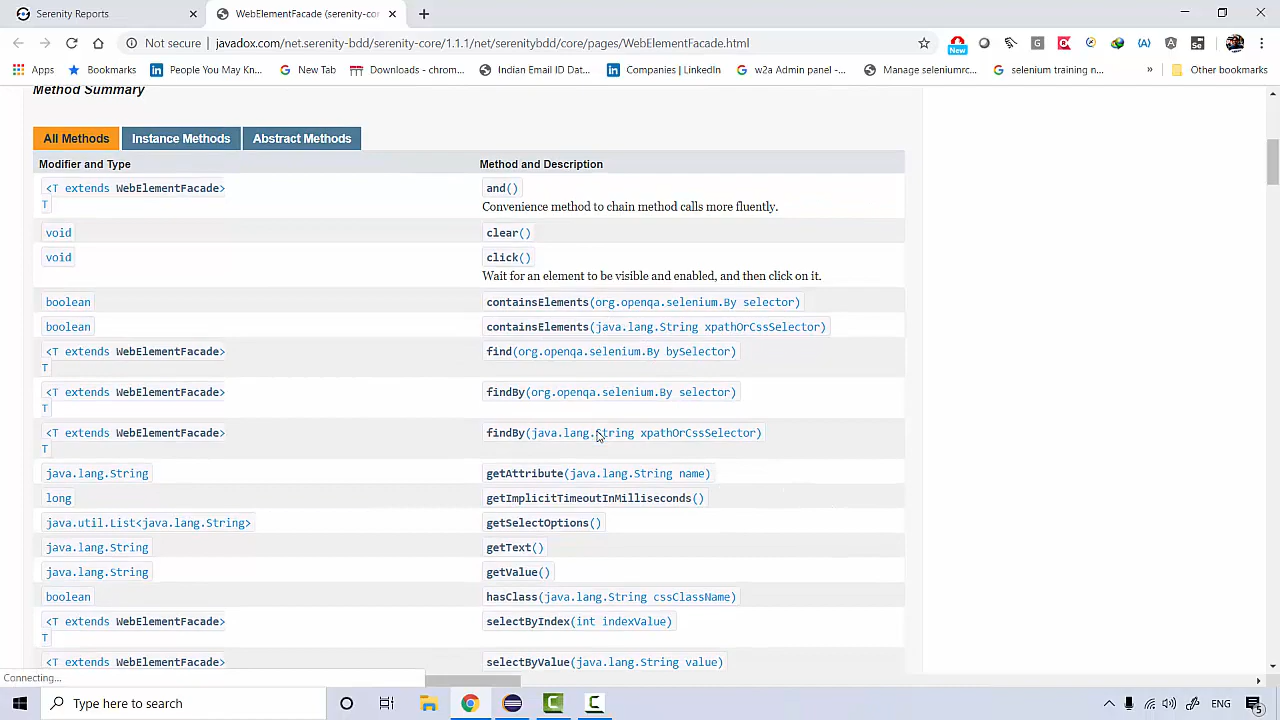 Serenity Reports
WebElementFacade (serenity-co
Not secure
javadox.com/net.serenity-bdd/serenity-core/1.1.1/net/serenitybdd/core/pages/WebElementFacade.html
New
Apps
Bookmarks
People You May Kno...
New Tab
Downloads - chrom...
Indian Email ID Dat...
Companies | LinkedIn
w2a Admin panel -...
Manage seleniumrc...
selenium training n...
»
Other bookmarks
Method Summary
All Methods
Instance Methods
Abstract Methods
Modifier and Type
Method and Description
<T extends WebElementFacade>
T
and()
Convenience method to chain method calls more fluently.
void
clear()
void
click()
Wait for an element to be visible and enabled, and then click on it.
boolean
containsElements(org.openqa.selenium.By selector)
boolean
containsElements(java.lang.String xpathOrCssSelector)
<T extends WebElementFacade>
T
find(org.openqa.selenium.By bySelector)
<T extends WebElementFacade>
T
findBy(org.openqa.selenium.By selector)
<T extends WebElementFacade>
T
findBy(java.lang.String xpathOrCssSelector)
java.lang.String
getAttribute(java.lang.String name)
long
getImplicitTimeoutInMilliseconds()
java.util.List<java.lang.String>
getSelectOptions()
java.lang.String
getText()
java.lang.String
getValue()
boolean
hasClass(java.lang.String cssClassName)
<T extends WebElementFacade>
T
selectByIndex(int indexValue)
<T extends WebElementFacade>
selectByValue(java.lang.String value)
Connecting...
Type here to search
ENG
5